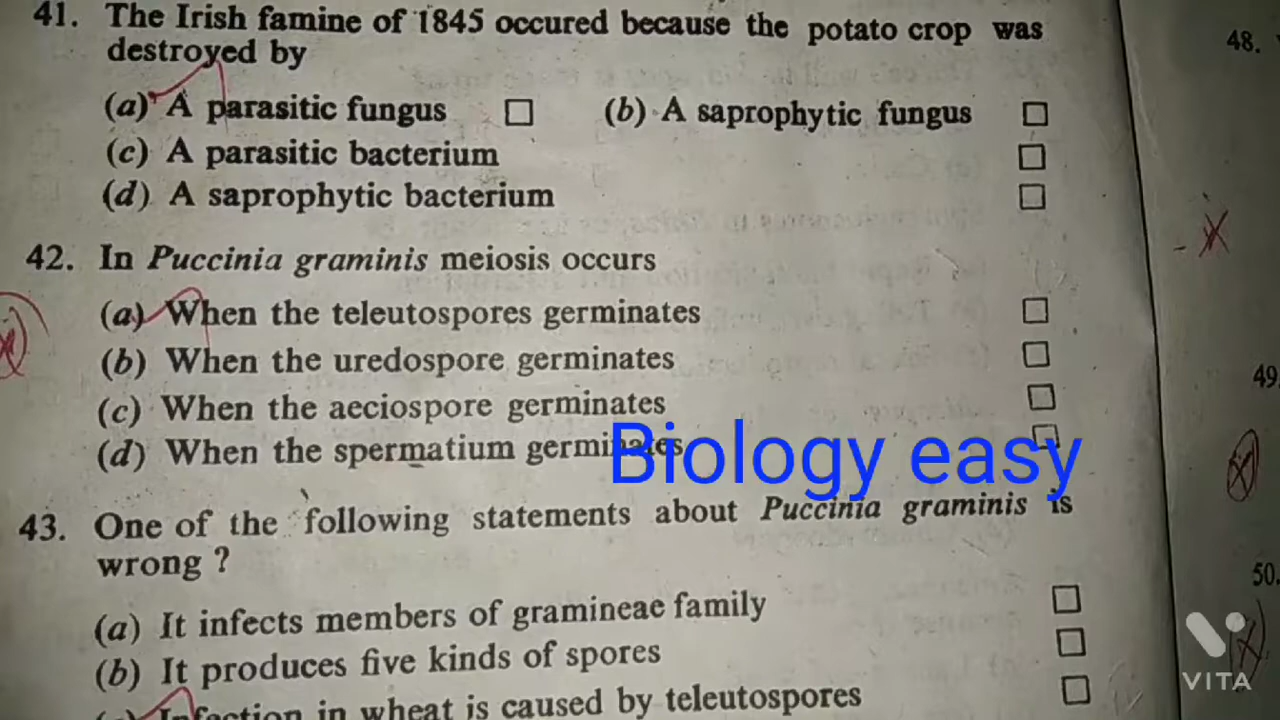 41. The Irish famine of 1845 occured because the potato crop was
destroyed by
(a) A parasitic fungus (b) A saprophytic fungus
(c) A parasitic bacterium
(d) A saprophytic bacterium
42. In Puccinia graminis meiosis occurs
(a) When the teleutospores germinates
(b) When the uredospore germinates
(c) When the aeciospore germinates
(d) When the spermatium germinates
Biology easy
43. One of the following statements about Puccinia graminis is
wrong ?
(a) It infects members of gramineae family
(b) It produces five kinds of spores
(c) Infection in wheat is caused by teleutospores
48.
49
50.
VITA